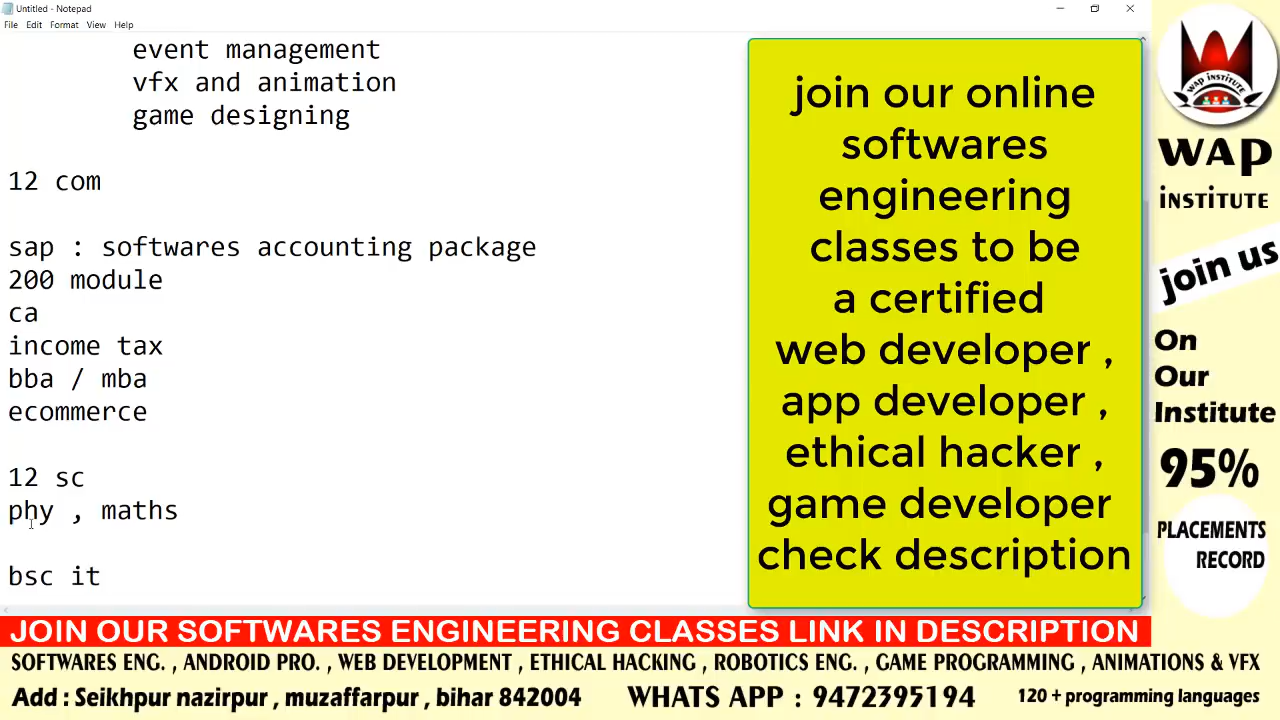 Untitled - Notepad
File Edit Format View Help
event management
vfx and animation
game designing
12 com
sap : softwares accounting package
200 module
ca
income tax
bba / mba
ecommerce
12 sc
phy , maths
bsc it
join our online
softwares
engineering
classes to be
a certified
web developer ,
app developer ,
ethical hacker ,
game developer
check description
wap institute
WAP
INSTITUTE
join us
On
Our
Institute
95%
PLACEMENTS
RECORD
JOIN OUR SOFTWARES ENGINEERING CLASSES LINK IN DESCRIPTION
SOFTWARES ENG. , ANDROID PRO. , WEB DEVELOPMENT , ETHICAL HACKING , ROBOTICS ENG. , GAME PROGRAMMING , ANIMATIONS & VFX
Add : Seikhpur nazirpur , muzaffarpur , bihar 842004 WHATS APP : 9472395194 120 + programming languages